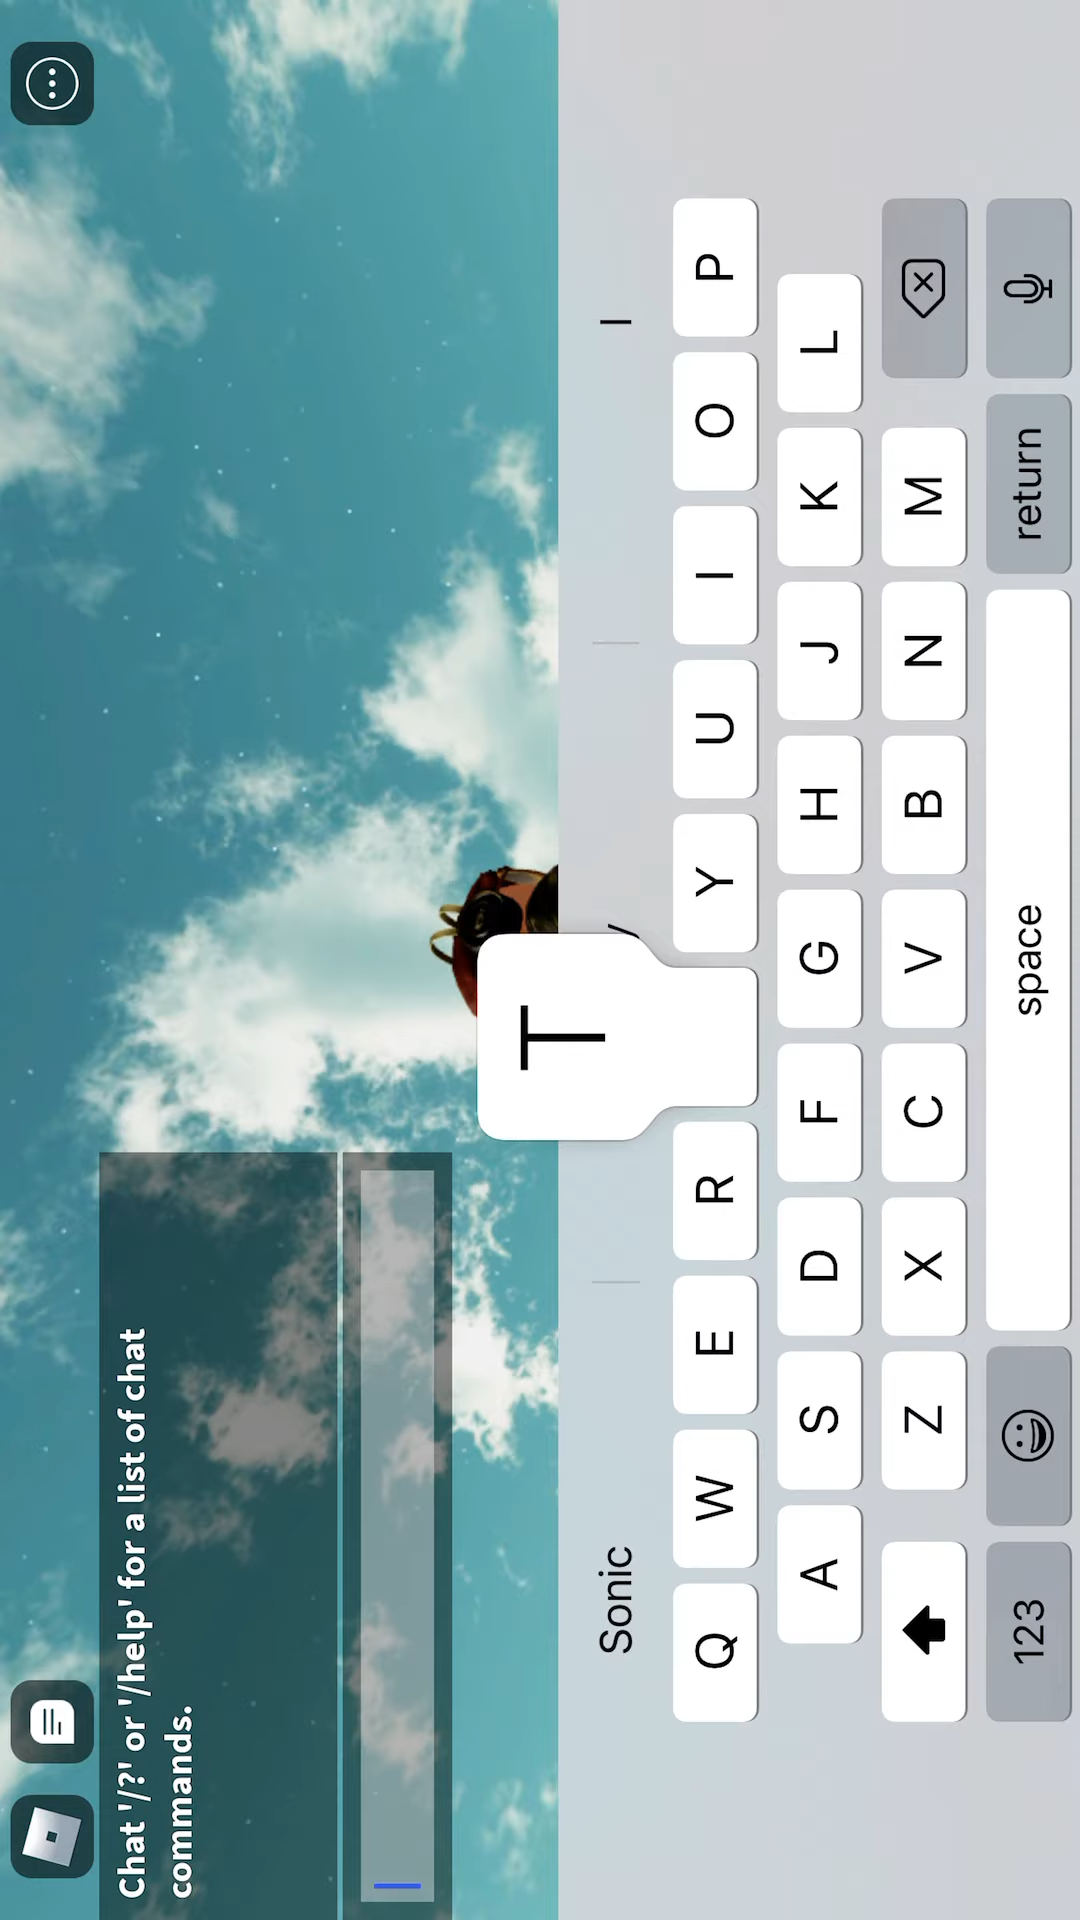 Chat '/?' or '/help' for a list of chat
commands.
Sonic I
Q W E R T Y U I O P
A S D F G H J K L
Z X C V B N M
123 space return